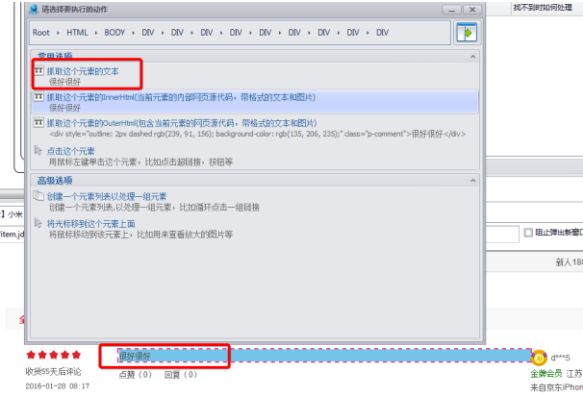 请选择要执行的动作
找不到时如何处理
Root › HTML › BODY › DIV › DIV › DIV › DIV › DIV › DIV › DIV › DIV › DIV
常用选项
抓取这个元素的文本
很好很好
抓取这个元素的InnerHtml(当前元素的内部网页源代码，带格式的文本和图片)
很好很好
抓取这个元素的OuterHtml(包含当前元素的网页源代码，带格式的文本和图片)
<div style="outline: 2px dashed rgb(239, 91, 156); background-color: rgb(135, 206, 235);" class="p-comment">很好很好</div>
点击这个元素
用鼠标左键单击这个元素，比如点击超链接，按钮等
高级选项
创建一个元素列表以处理一组元素
创建一个元素列表,以处理一组元素，比如循环点击一组链接
】小米
将光标移到这个元素上面
item.jd
将鼠标移动到该元素上，比如用来查看放大的图片等
阻止弹出新窗口
新人188
很好很好
d***5
收货55天后评论
点赞（0） 回复（0）
金牌会员 江苏
2016-01-28 08:17
来自京东iPhon